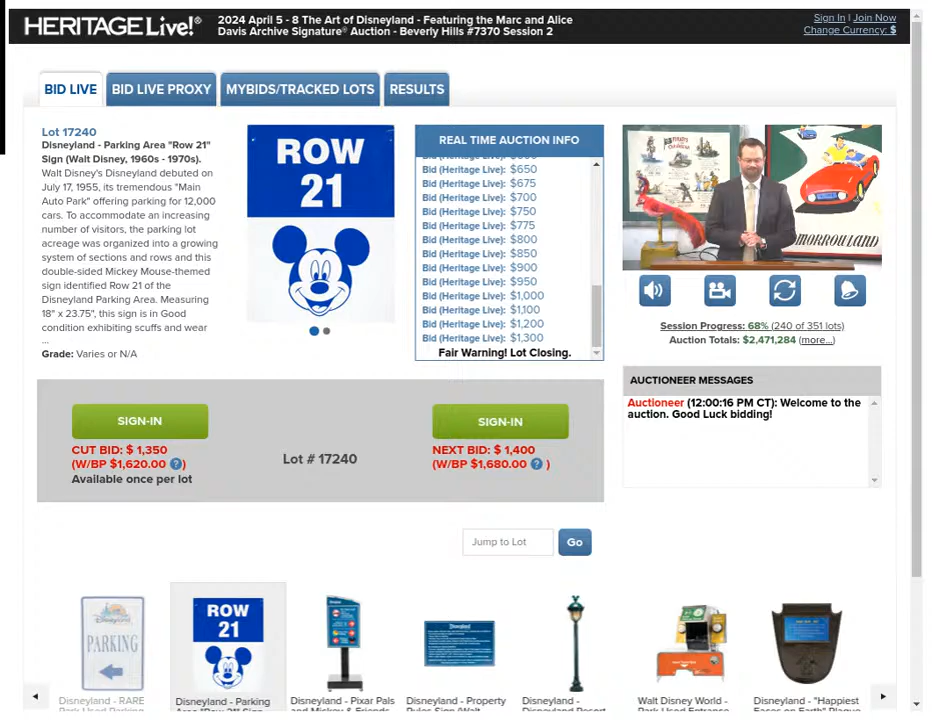 HERITAGE Live!®
2024 April 5 - 8 The Art of Disneyland - Featuring the Marc and Alice
Davis Archive Signature® Auction - Beverly Hills #7370 Session 2
Sign In | Join Now
Change Currency: $
BID LIVE
BID LIVE PROXY
MYBIDS/TRACKED LOTS
RESULTS
Lot 17240
Disneyland - Parking Area "Row 21"
Sign (Walt Disney, 1960s - 1970s).
Walt Disney's Disneyland debuted on
July 17, 1955, its tremendous "Main
Auto Park" offering parking for 12,000
cars. To accommodate an increasing
number of visitors, the parking lot
acreage was organized into a growing
system of sections and rows and this
double-sided Mickey Mouse-themed
sign identified Row 21 of the
Disneyland Parking Area. Measuring
18" x 23.75", this sign is in Good
condition exhibiting scuffs and wear
...
Grade: Varies or N/A
ROW
21
REAL TIME AUCTION INFO
Bid (Heritage Live): $650
Bid (Heritage Live): $675
Bid (Heritage Live): $700
Bid (Heritage Live): $750
Bid (Heritage Live): $775
Bid (Heritage Live): $800
Bid (Heritage Live): $850
Bid (Heritage Live): $900
Bid (Heritage Live): $950
Bid (Heritage Live): $1,000
Bid (Heritage Live): $1,100
Bid (Heritage Live): $1,200
Bid (Heritage Live): $1,300
Fair Warning! Lot Closing.
Session Progress: 68% (240 of 351 lots)
Auction Totals: $2,471,284 (more...)
AUCTIONEER MESSAGES
Auctioneer (12:00:16 PM CT): Welcome to the
auction. Good Luck bidding!
SIGN-IN
CUT BID: $ 1,350
(W/BP $1,620.00 ?)
Available once per lot
Lot # 17240
SIGN-IN
NEXT BID: $ 1,400
(W/BP $1,680.00 ? )
Jump to Lot
Go
Disneyland
PARKING
ROW
21
Disneyland - RARE
Disneyland - Parking
Area "Row 21" Sign
Disneyland - Pixar Pals
and Mickey & Friends
Disneyland - Property
Rules Sign (Walt
Disneyland -
Disneyland Resort
Walt Disney World -
Park Used Entrance
Disneyland - "Happiest